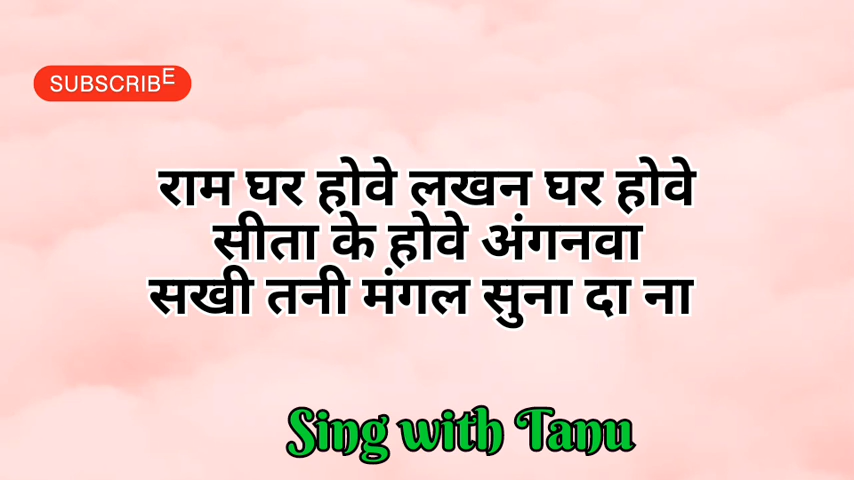 SUBSCRIBE
राम घर होवे लखन घर होवे
सीता के होवे अंगनवा
सखी तनी मंगल सुना दा ना
Sing with Tanu